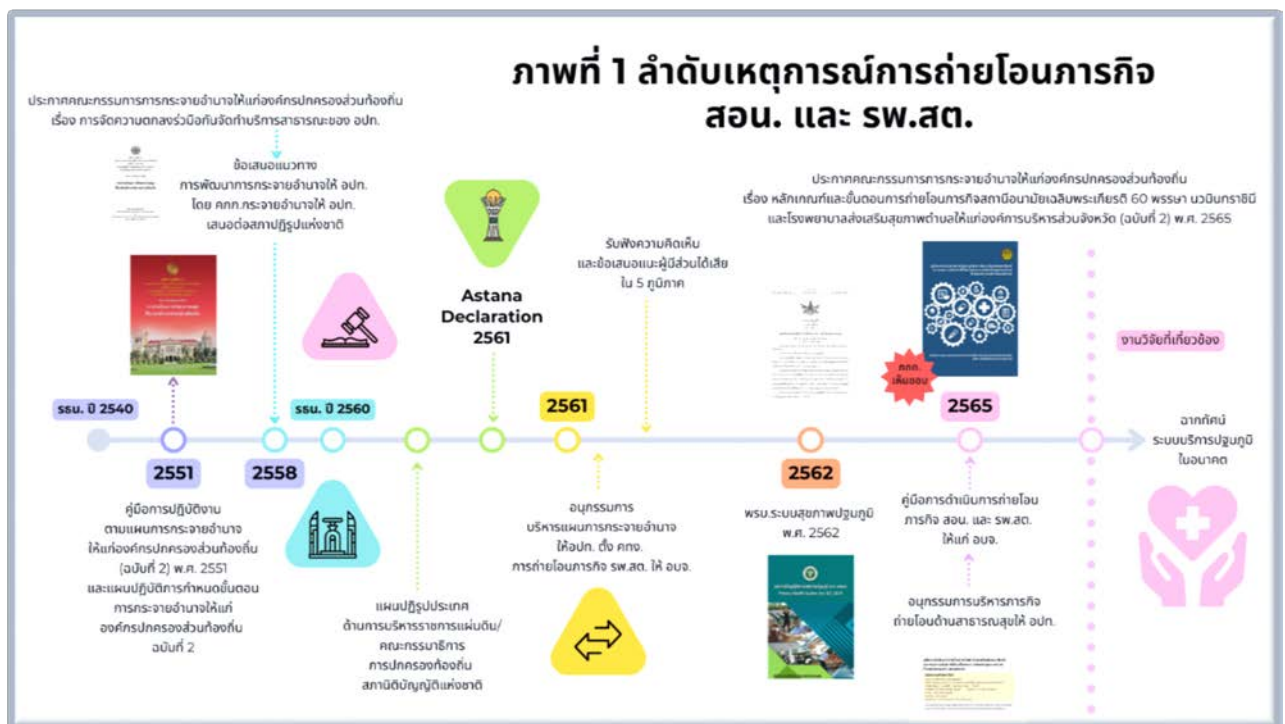 ภาพที่ 1 ลำดับเหตุการณ์การถ่ายโอนภารกิจ
สอน. และ รพ.สต.
ประกาศคณะกรรมการการกระจายอำนาจให้แก่องค์กรปกครองส่วนท้องถิ่น
เรื่อง การจัดความตกลงร่วมมือกันจัดทำบริการสาธารณะของ อปท.
ข้อเสนอแนวทาง
การพัฒนาการกระจายอำนาจให้ อปท.
โดย คกก.กระจายอำนาจให้ อปท.
เสนอต่อสภาปฏิรูปแห่งชาติ
Astana
Declaration
2561
รับฟังความคิดเห็น
และข้อเสนอแนะผู้มีส่วนได้เสีย
ใน 5 ภูมิภาค
ประกาศคณะกรรมการการกระจายอำนาจให้แก่องค์กรปกครองส่วนท้องถิ่น
เรื่อง หลักเกณฑ์และขั้นตอนการถ่ายโอนภารกิจสถานีอนามัยเฉลิมพระเกียรติ 60 พรรษา นวมินทราชินี
และโรงพยาบาลส่งเสริมสุขภาพตำบลให้แก่องค์การบริหารส่วนจังหวัด (ฉบับที่ 2) พ.ศ. 2565
กกถ.
เห็นชอบ
งานวิจัยที่เกี่ยวข้อง
รธน. ปี 2540
รธน. ปี 2560
2561
2565
2551
2558
2562
ฉากทัศน์
ระบบบริการปฐมภูมิ
ในอนาคต
คู่มือการปฏิบัติงาน
ตามแผนการกระจายอำนาจ
ให้แก่องค์กรปกครองส่วนท้องถิ่น
(ฉบับที่ 2) พ.ศ. 2551
และแผนปฏิบัติการกำหนดขั้นตอน
การกระจายอำนาจให้แก่
องค์กรปกครองส่วนท้องถิ่น
ฉบับที่ 2
แผนปฏิรูปประเทศ
ด้านการบริหารราชการแผ่นดิน/
คณะกรรมาธิการ
การปกครองท้องถิ่น
สภานิติบัญญัติแห่งชาติ
อนุกรรมการ
บริหารแผนการกระจายอำนาจ
ให้อปท. ตั้ง คทง.
การถ่ายโอนภารกิจ รพ.สต. ให้ อบจ.
พรบ.ระบบสุขภาพปฐมภูมิ
พ.ศ. 2562
คู่มือการดำเนินการถ่ายโอน
ภารกิจ สอน. และ รพ.สต.
ให้แก่ อบจ.
อนุกรรมการบริหารภารกิจ
ถ่ายโอนด้านสาธารณสุขให้ อปท.